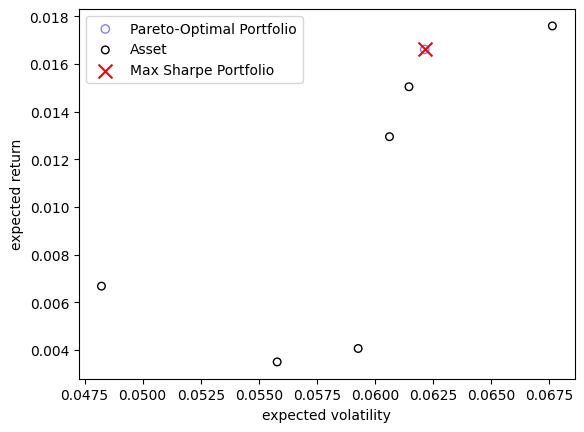 0.018
0.016
0.014
0.012
0.010
0.008
0.006
0.004
expected return
Pareto-Optimal Portfolio
Asset
Max Sharpe Portfolio
0.0475 0.0500 0.0525 0.0550 0.0575 0.0600 0.0625 0.0650 0.0675
expected volatility